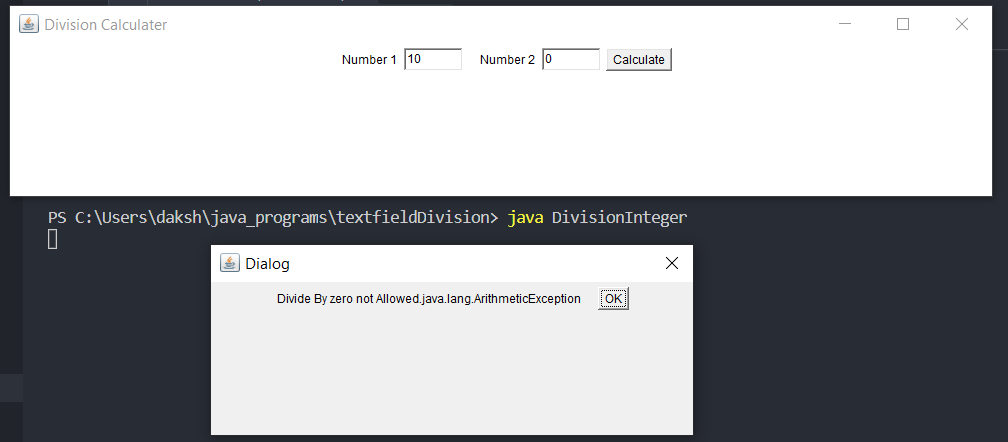 Division Calculater
Number 1 10 Number 2 0 Calculate
PS C:\Users\daksh\java_programs\textfieldDivision> java DivisionInteger
Dialog
Divide By zero not Allowed.java.lang.ArithmeticException OK